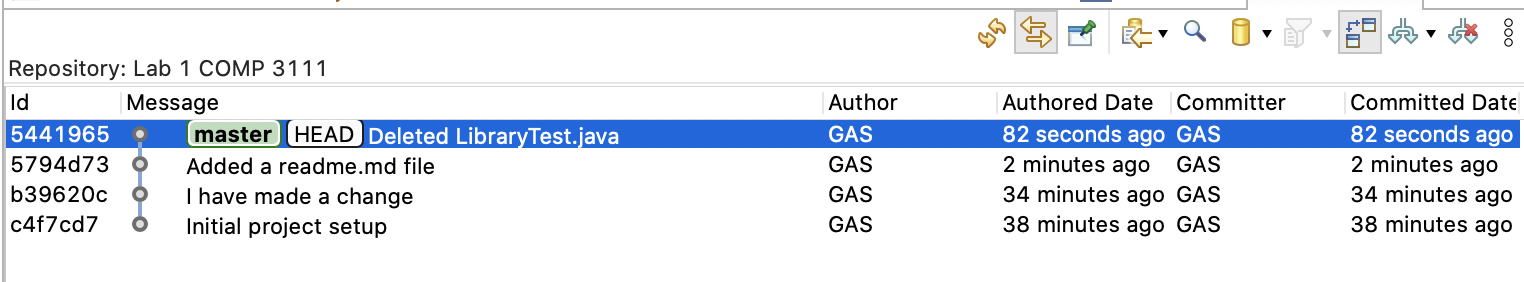 Repository: Lab 1 COMP 3111
Id Message Author Authored Date Committer Committed Date
5441965 master HEAD Deleted LibraryTest.java GAS 82 seconds ago GAS 82 seconds ago
5794d73 Added a readme.md file GAS 2 minutes ago GAS 2 minutes ago
b39620c I have made a change GAS 34 minutes ago GAS 34 minutes ago
c4f7cd7 Initial project setup GAS 38 minutes ago GAS 38 minutes ago